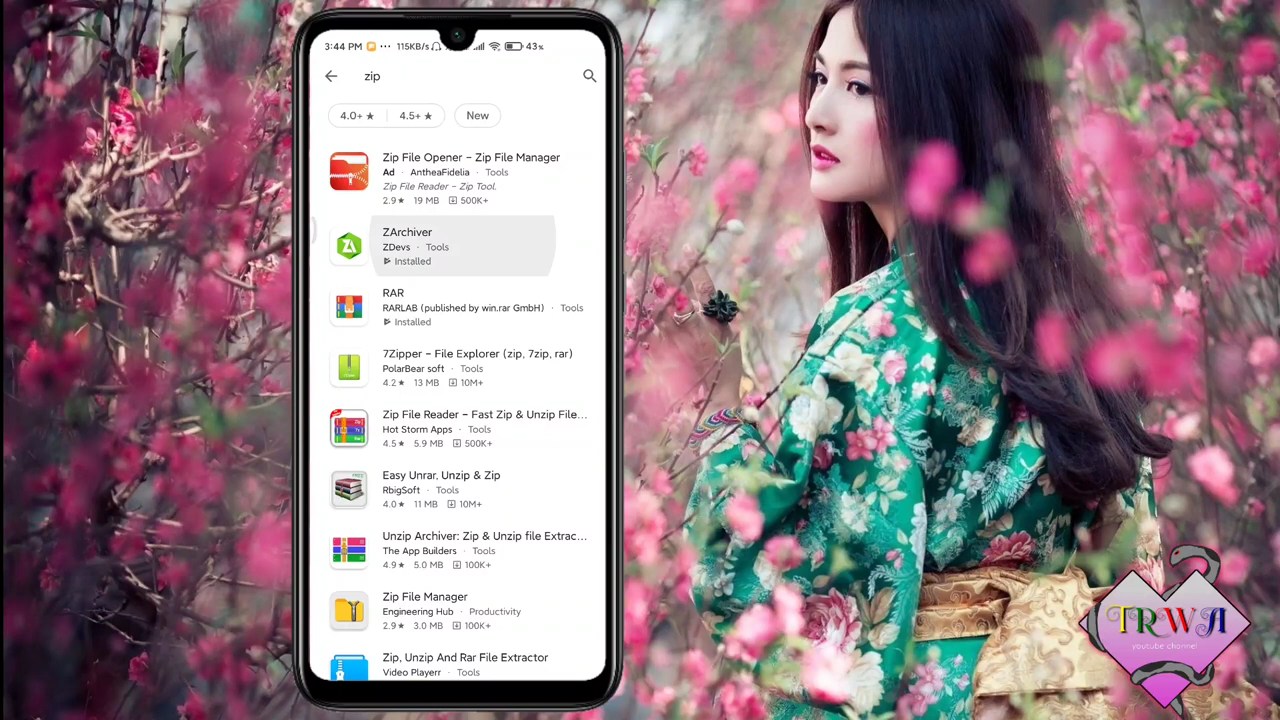 3:44 PM ··· 115KB/s 43%
zip
4.0+ ★ 4.5+ ★ New
Zip File Opener – Zip File Manager
Ad · AntheaFidelia · Tools
Zip File Reader – Zip Tool.
2.9★ 19 MB 500K+
ZArchiver
ZDevs · Tools
Installed
RAR
RARLAB (published by win.rar GmbH) · Tools
Installed
7Zipper – File Explorer (zip, 7zip, rar)
PolarBear soft · Tools
4.2★ 13 MB 10M+
Zip File Reader – Fast Zip & Unzip File...
Hot Storm Apps · Tools
4.5★ 5.9 MB 500K+
Easy Unrar, Unzip & Zip
RbigSoft · Tools
4.0★ 11 MB 10M+
Unzip Archiver: Zip & Unzip file Extrac...
The App Builders · Tools
4.9★ 5.0 MB 100K+
Zip File Manager
Engineering Hub · Productivity
2.9★ 3.0 MB 100K+
Zip, Unzip And Rar File Extractor
Video Playerr · Tools
TRWA
youtube channel